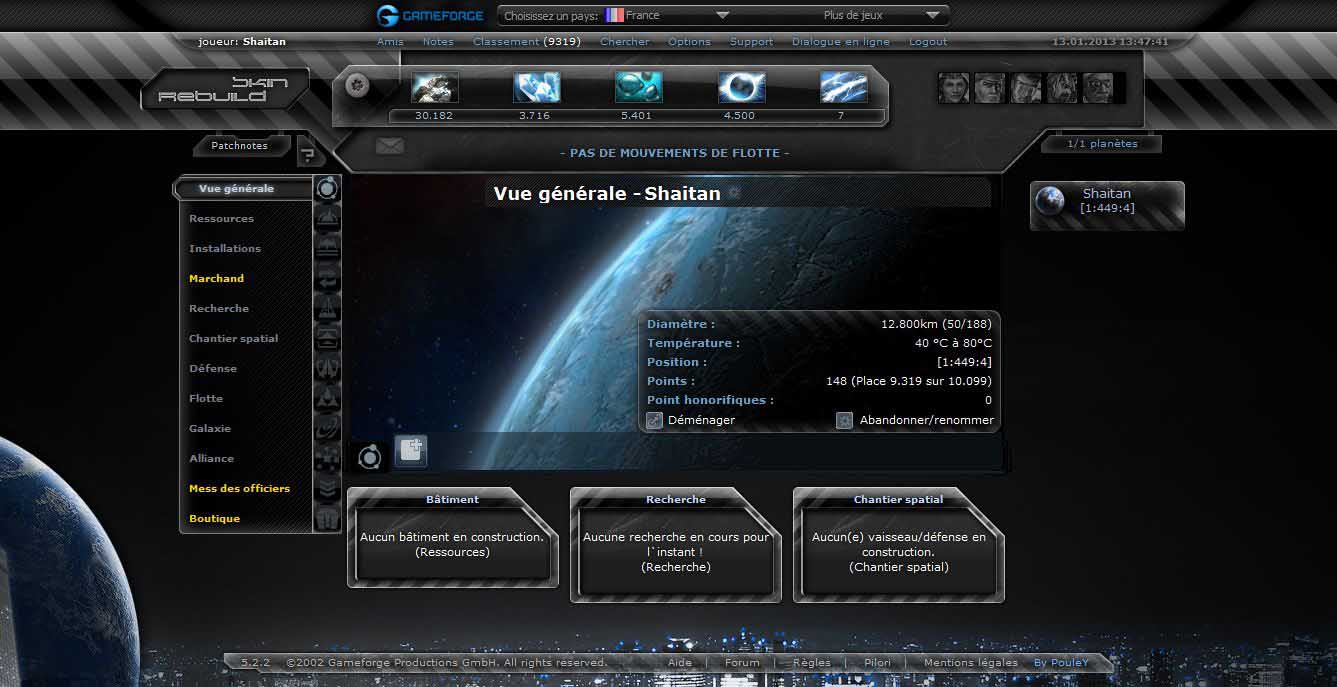 GAMEFORGE
Choisissez un pays: France
Plus de jeux
joueur: Shaitan
Amis Notes Classement (9319) Chercher Options Support Dialogue en ligne Logout
13.01.2013 13:47:41
SKIN
REBUILD
30.182 3.716 5.401 4.500 7
Patchnotes
?
- PAS DE MOUVEMENTS DE FLOTTE -
1/1 planètes
Vue générale
Ressources
Installations
Marchand
Recherche
Chantier spatial
Défense
Flotte
Galaxie
Alliance
Mess des officiers
Boutique
Vue générale - Shaitan
Shaitan
[1:449:4]
Diamètre : 12.800km (50/188)
Température : 40 °C à 80°C
Position : [1:449:4]
Points : 148 (Place 9.319 sur 10.099)
Point honorifiques : 0
Déménager Abandonner/renommer
Bâtiment
Aucun bâtiment en construction.
(Ressources)
Recherche
Aucune recherche en cours pour
l`instant !
(Recherche)
Chantier spatial
Aucun(e) vaisseau/défense en
construction.
(Chantier spatial)
5.2.2 ©2002 Gameforge Productions GmbH. All rights reserved. Aide | Forum | Règles | Pilori | Mentions légales By PouleY